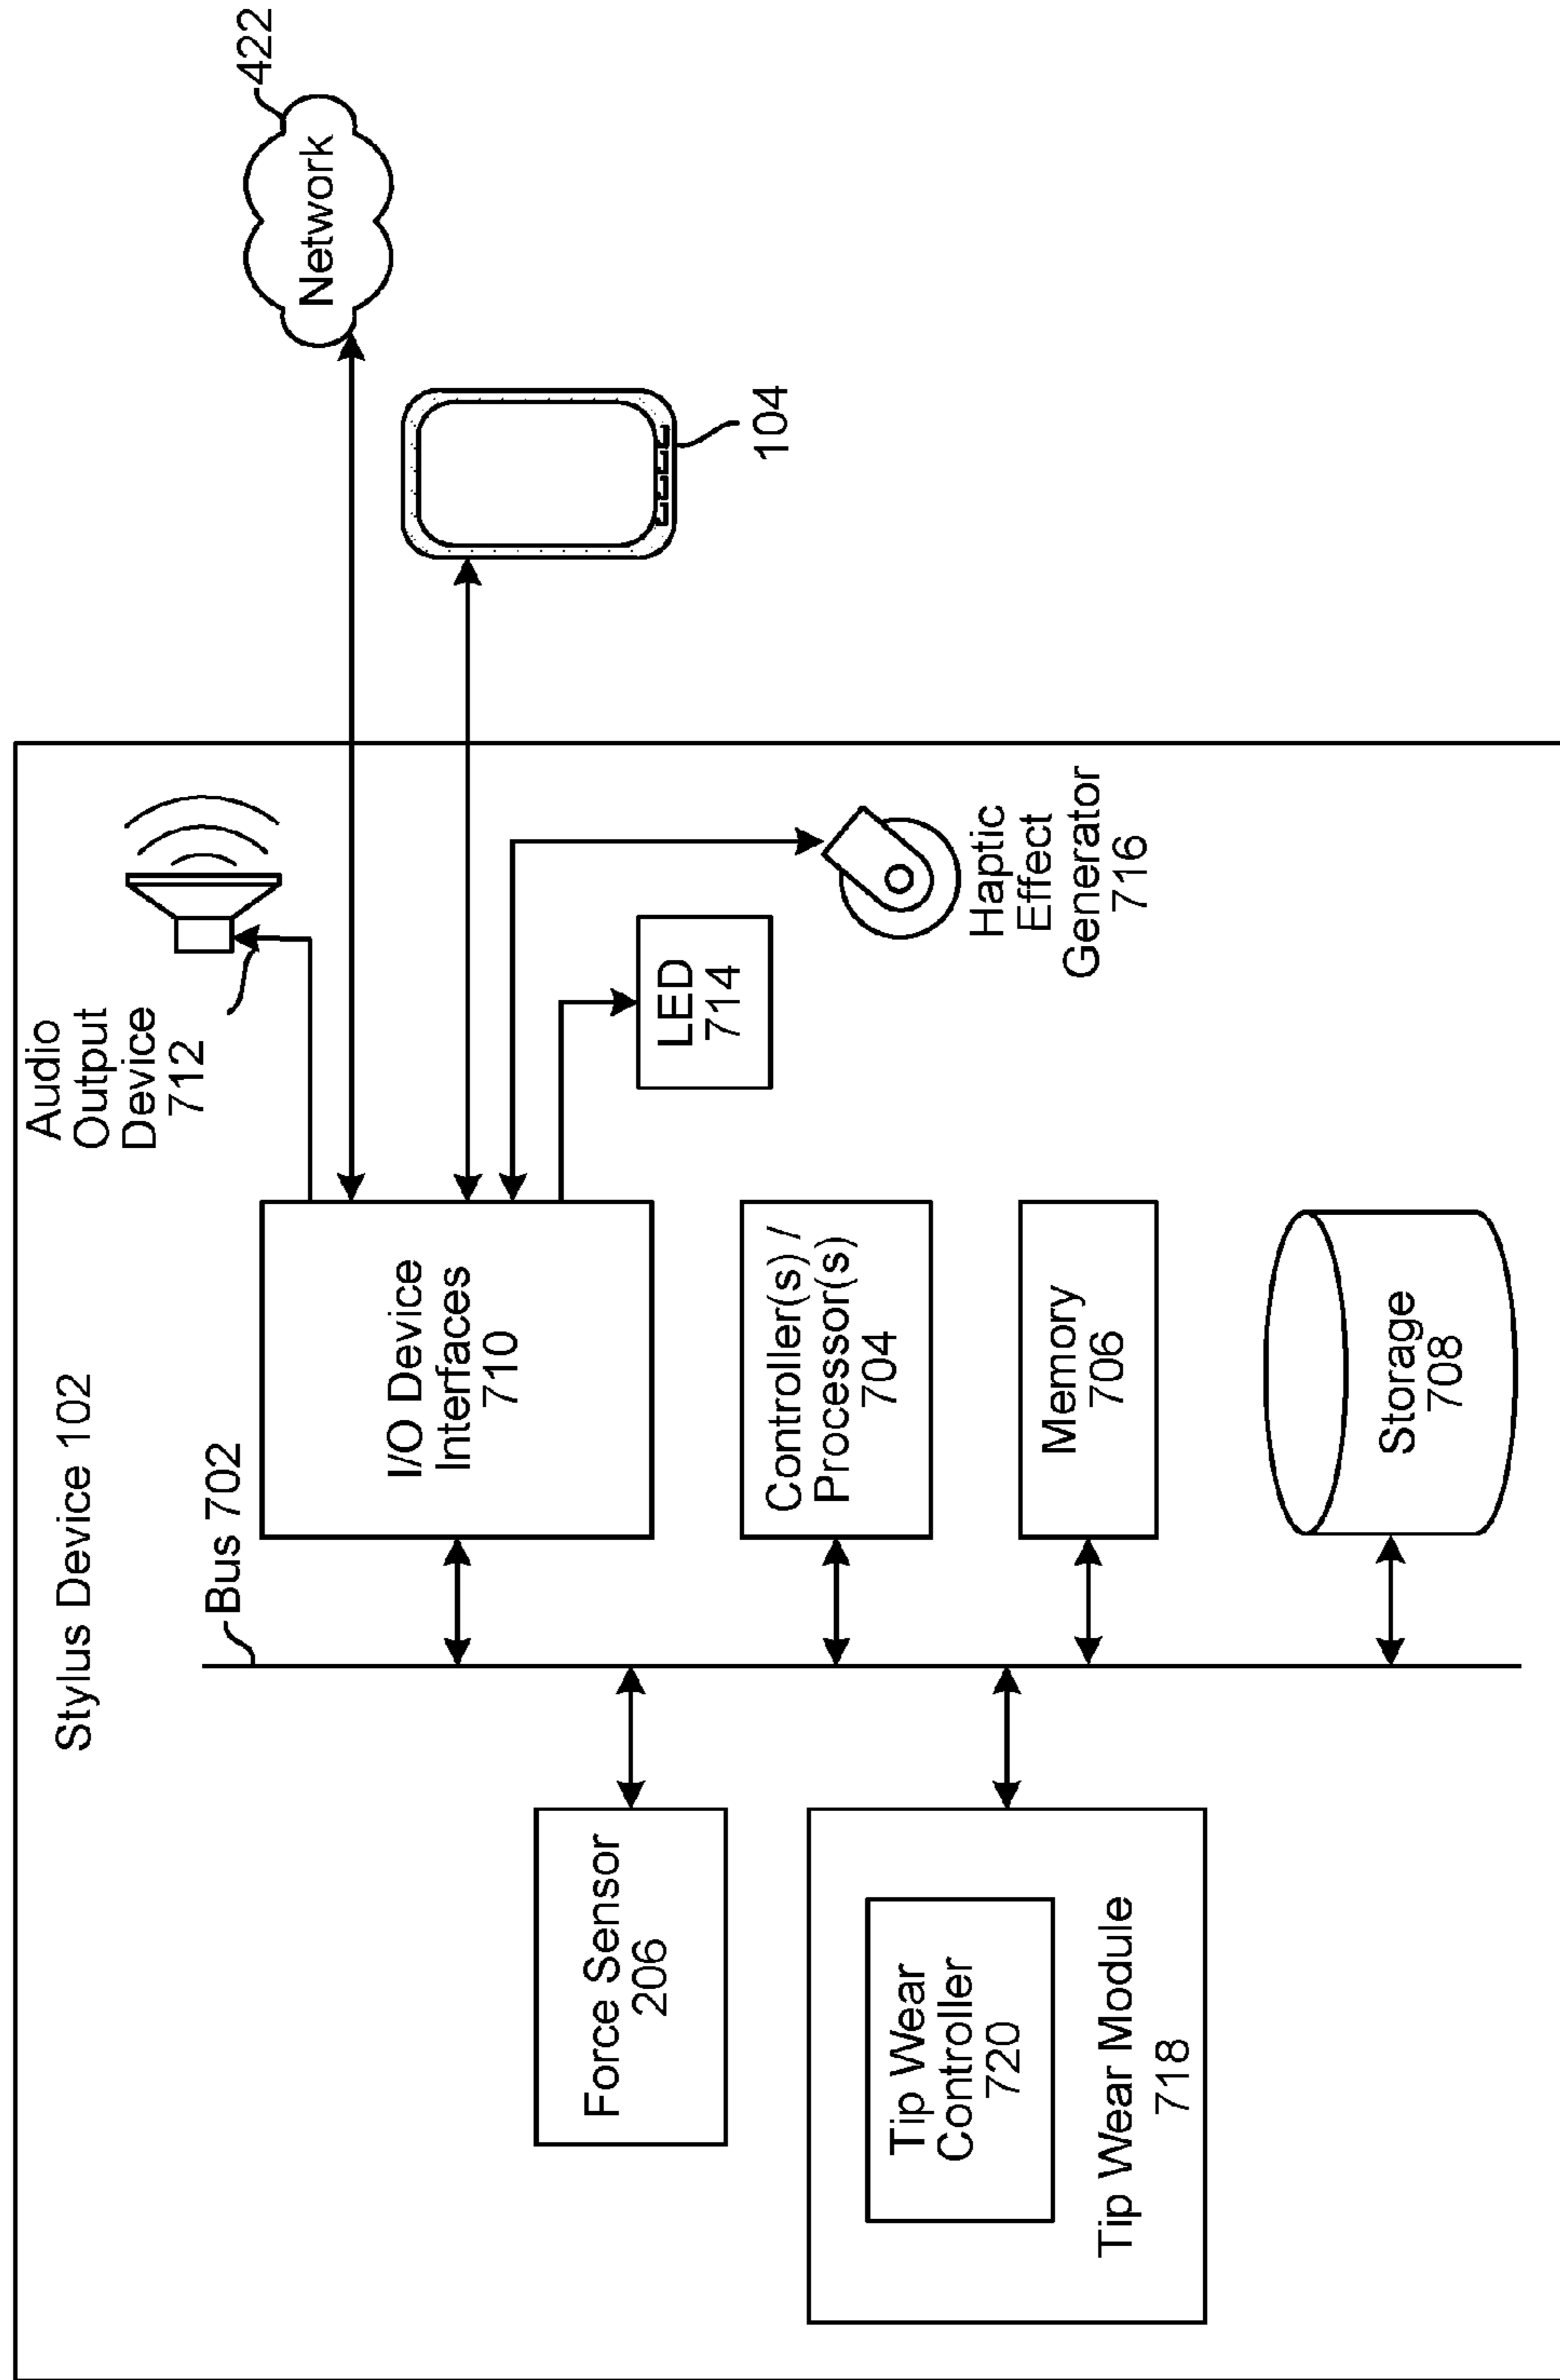 Stylus Device 102
Bus 702
Audio
Output
Device
712
Network
422
104
I/O Device
Interfaces
710
LED
714
Haptic
Effect
Generator
716
Force Sensor
206
Controller(s) /
Processor(s)
704
Tip Wear
Controller
720
Tip Wear Module
718
Memory
706
Storage
708